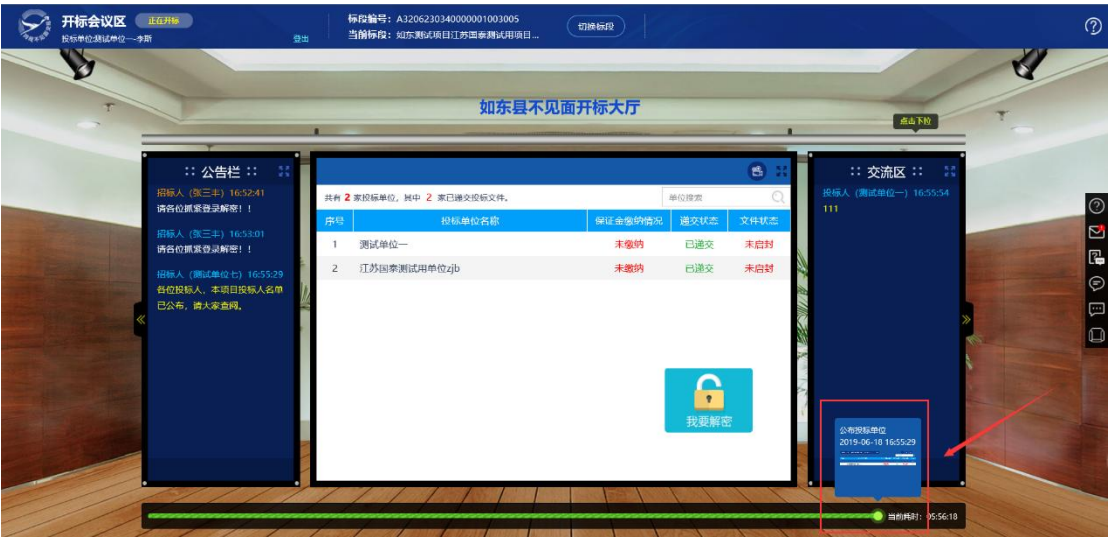 开标会议区 正在开标
投标单位:测试单位一--李斯
登出
标段编号：A3206230340000001003005
当前标段：如东测试项目江苏国泰测试用项目...
切换标段
如东县不见面开标大厅
点击下拉
:: 公告栏 ::
招标人（张三丰）16:52:41
请各位抓紧登录解密！！
招标人（张三丰）16:53:01
请各位抓紧登录解密！！
招标人（测试单位七）16:55:29
各位投标人，本项目投标人名单
已公布，请大家查阅。
共有 2 家投标单位，其中 2 家已递交投标文件。
单位搜索
序号 投标单位名称 保证金缴纳情况 递交状态 文件状态
1 测试单位一 未缴纳 已递交 未启封
2 江苏国泰测试用单位zjb 未缴纳 已递交 未启封
我要解密
:: 交流区 ::
投标人（测试单位一）16:55:54
111
公布投标单位
2019-06-18 16:55:29
当前耗时：05:56:18